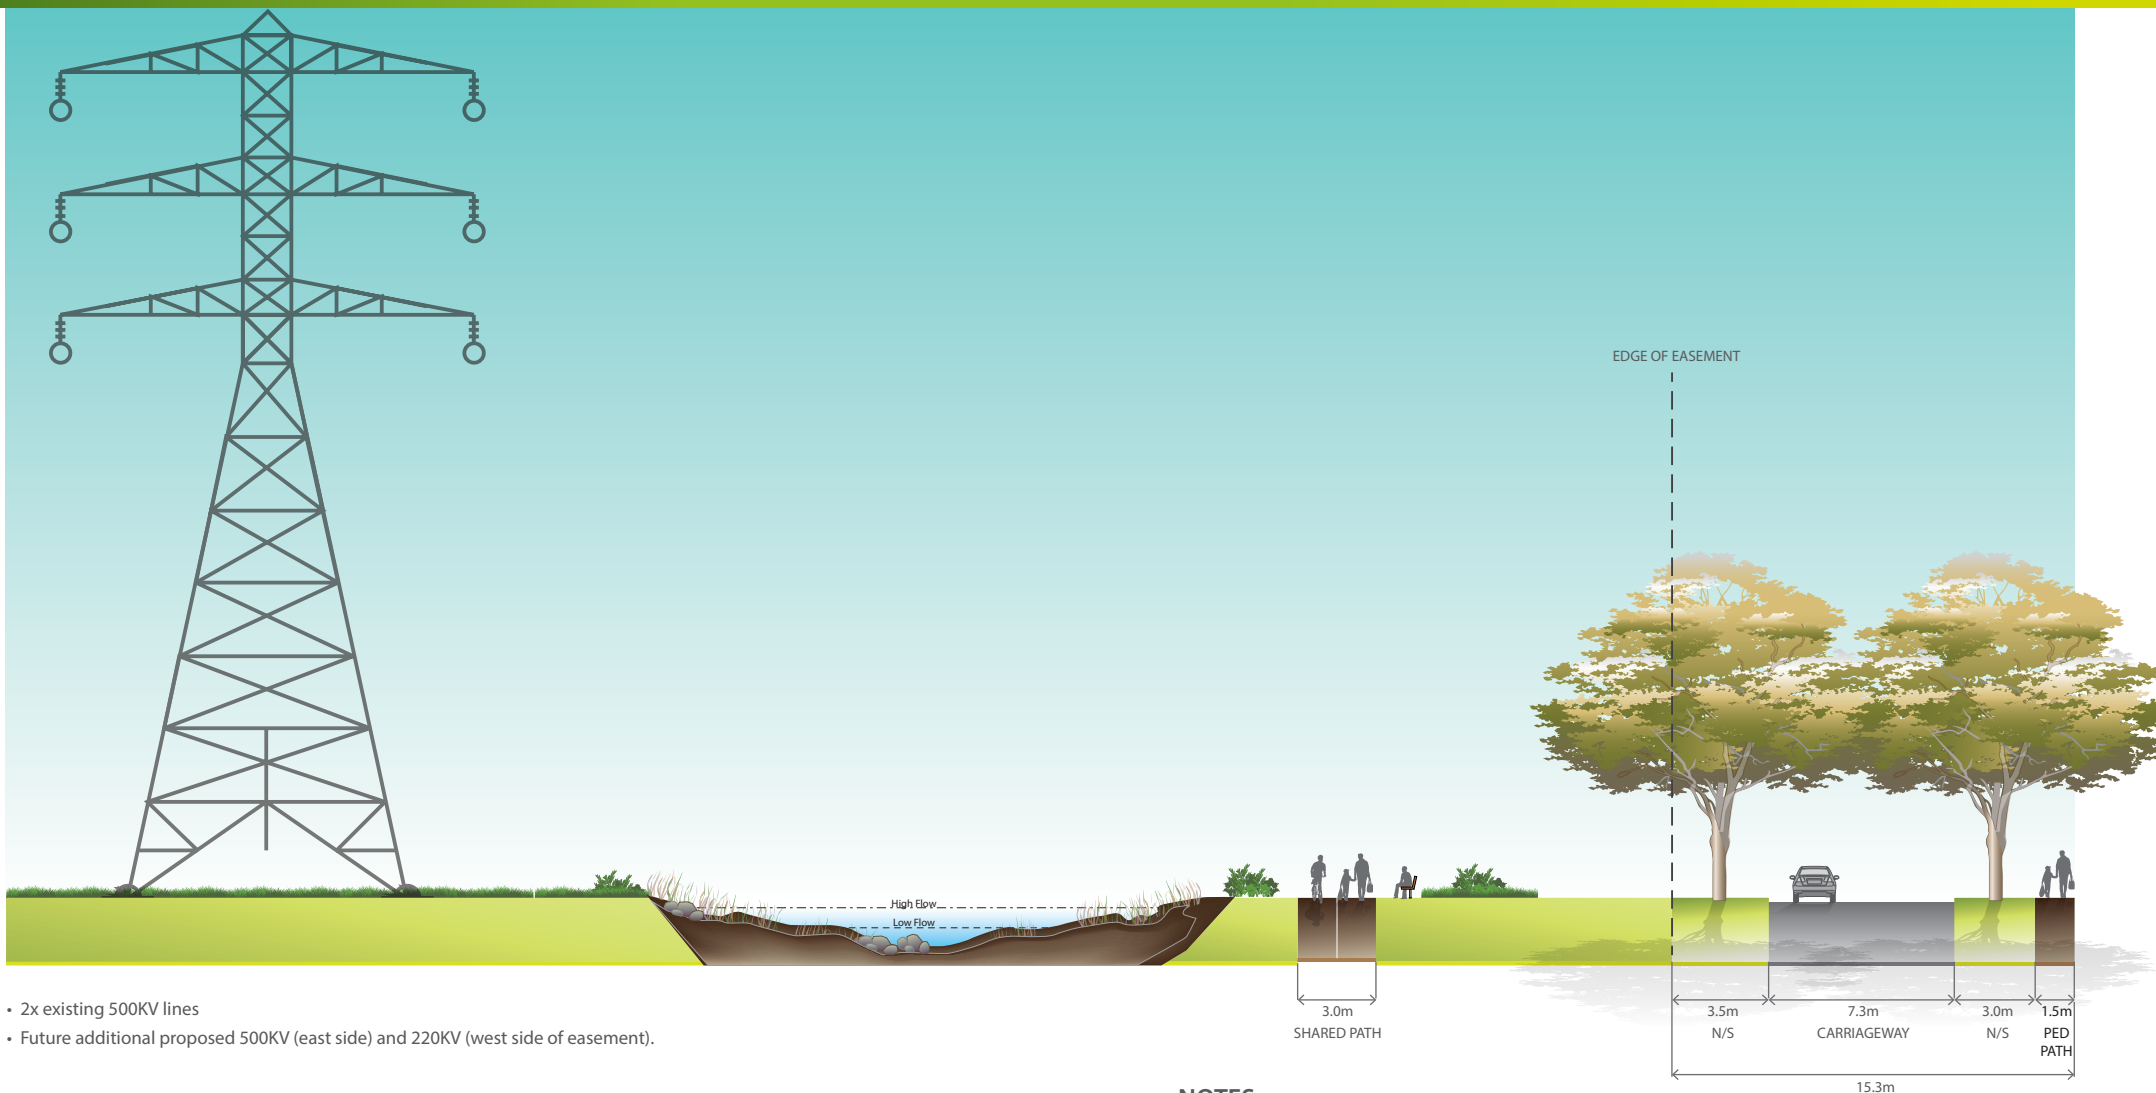 EDGE OF EASEMENT
High Flow
Low Flow
• 2x existing 500KV lines
• Future additional proposed 500KV (east side) and 220KV (west side of easement).
3.0m
SHARED PATH
3.5m
N/S
7.3m
CARRIAGEWAY
3.0m
N/S
1.5m
PED
PATH
15.3m
NOTES